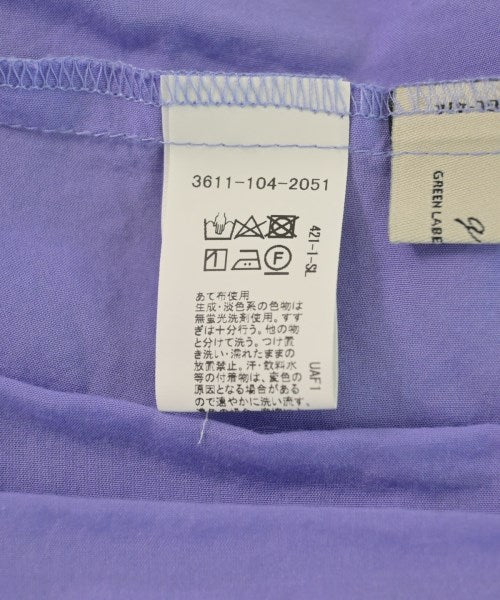 3611-104-2051
421-1-SL
あて布使用
生成・淡色系の色物は
無蛍光洗剤使用。すす
ぎは十分行う。他の物
と分けて洗う。つけ置
き洗い・濡れたままの
放置禁止。汗・飲料水
等の付着物は、変色の
原因となる場合がある
ので速やかに洗い流す。
UAF1
GREEN LABE